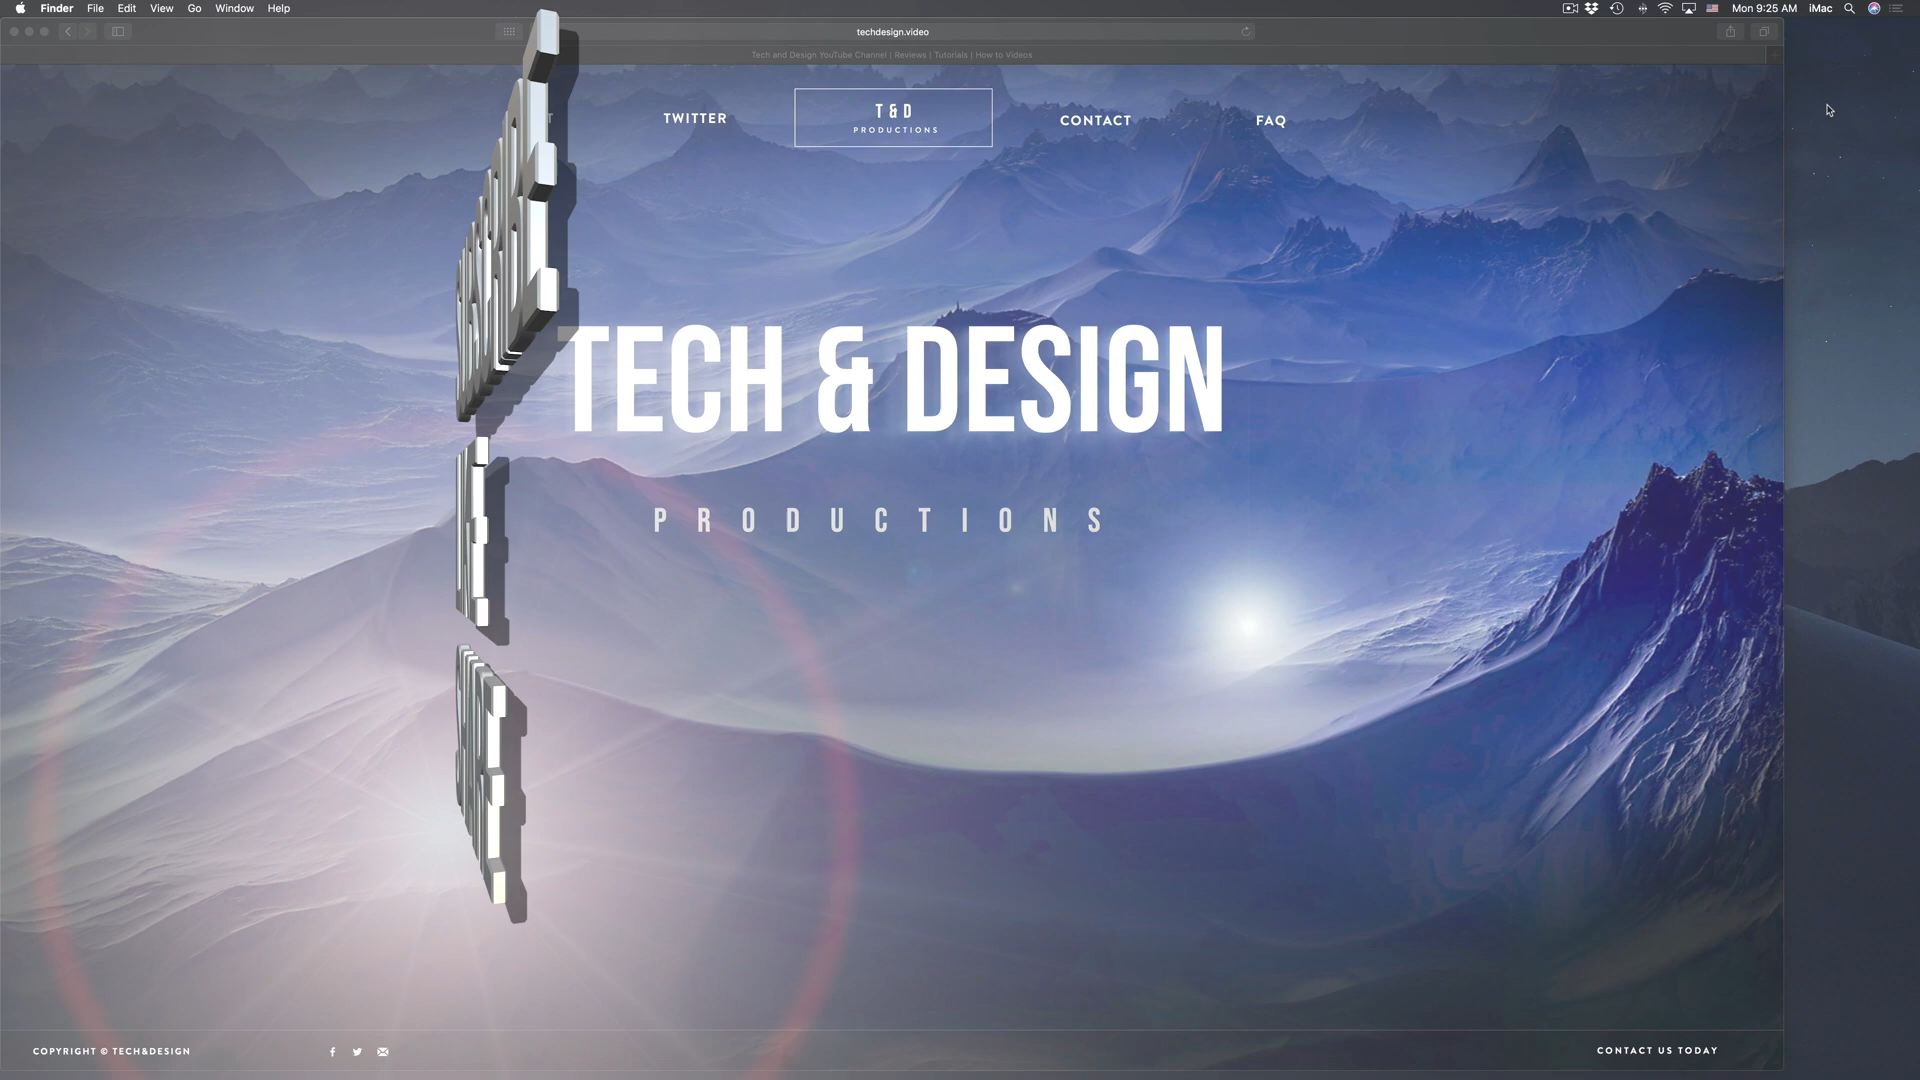 Finder File Edit View Go Window Help Mon 9:25 AM iMac
techdesign.video
Tech and Design YouTube Channel | Reviews | Tutorials | How to Videos
TWITTER
T & D
PRODUCTIONS
CONTACT
FAQ
TECH & DESIGN
PRODUCTIONS
COPYRIGHT © TECH&DESIGN
CONTACT US TODAY